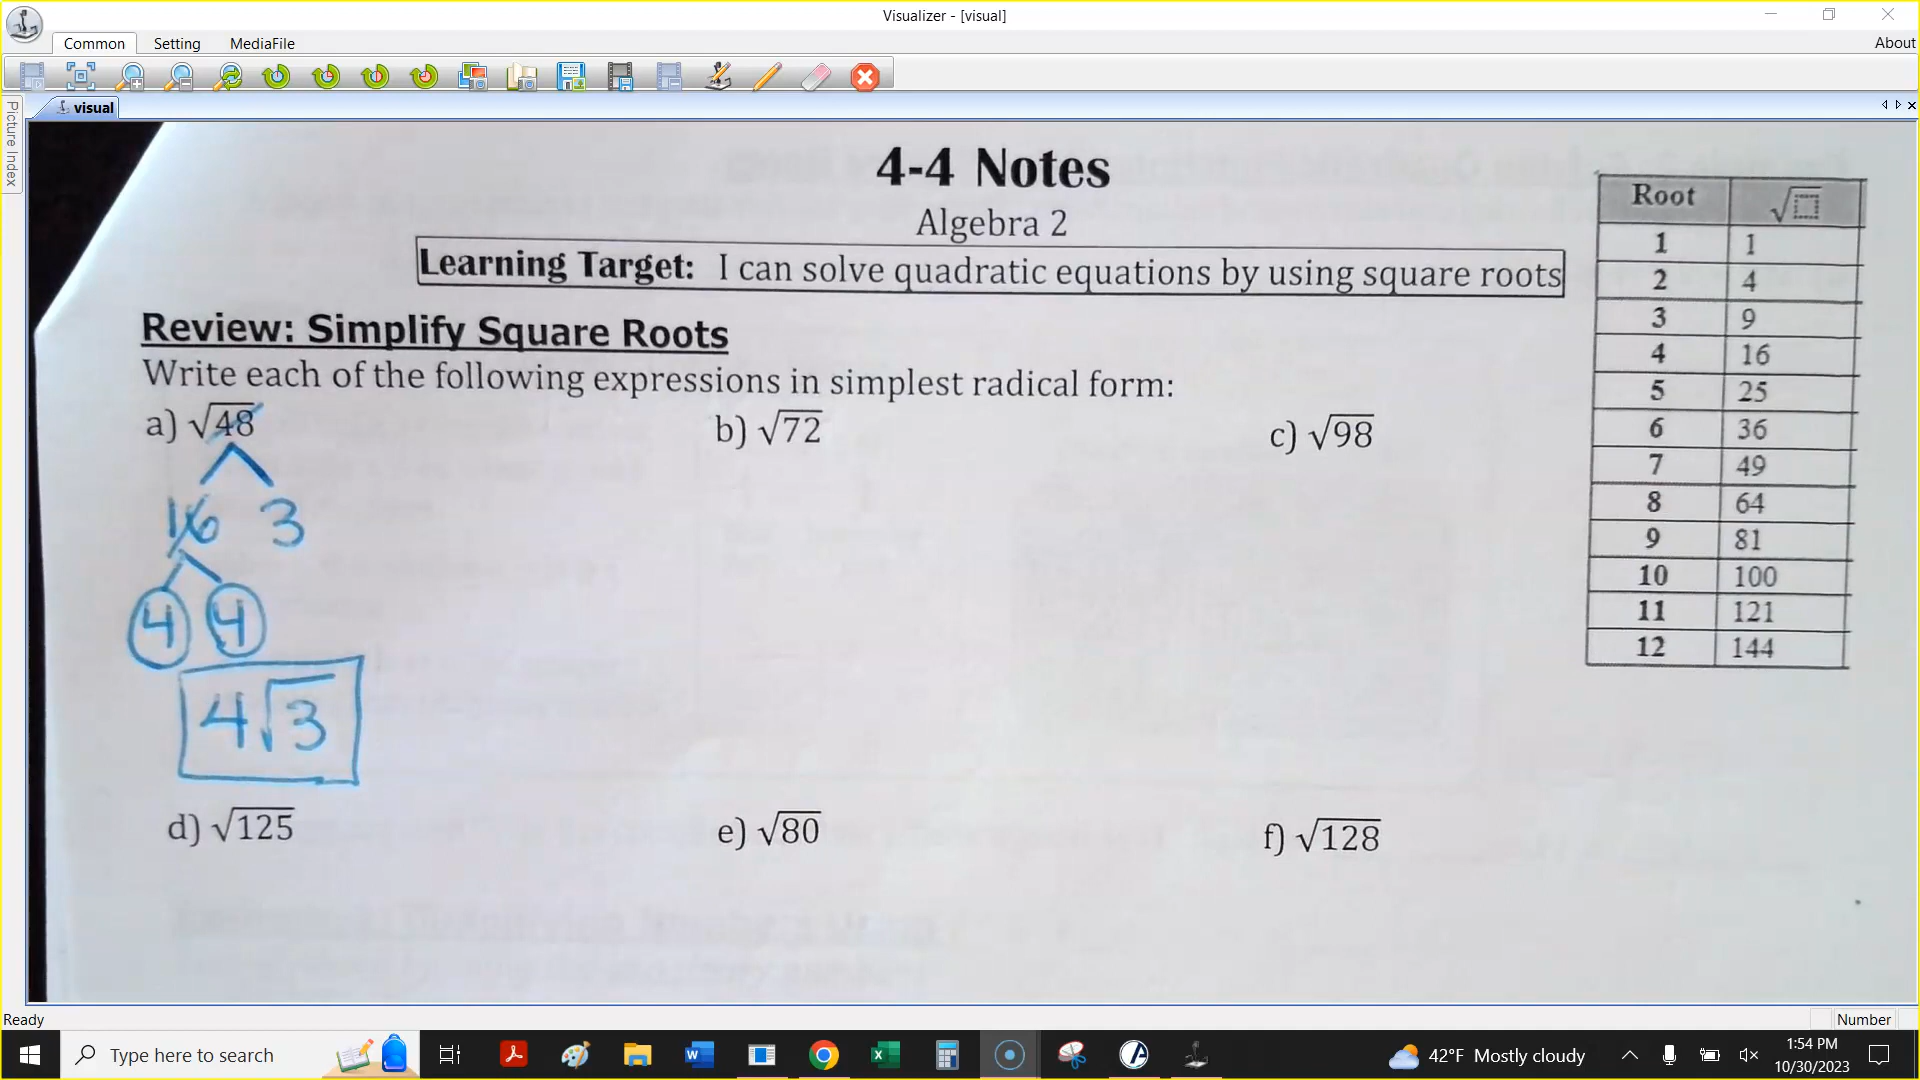 Visualizer - [visual]
Common Setting MediaFile About
Picture Index
visual
4-4 Notes
Algebra 2
Learning Target: I can solve quadratic equations by using square roots
Review: Simplify Square Roots
Write each of the following expressions in simplest radical form:
a) √48 b) √72 c) √98
16 3
4 4
4√3
d) √125 e) √80 f) √128
Root √
1 1
2 4
3 9
4 16
5 25
6 36
7 49
8 64
9 81
10 100
11 121
12 144
Ready Number
Type here to search
42°F Mostly cloudy
1:54 PM
10/30/2023